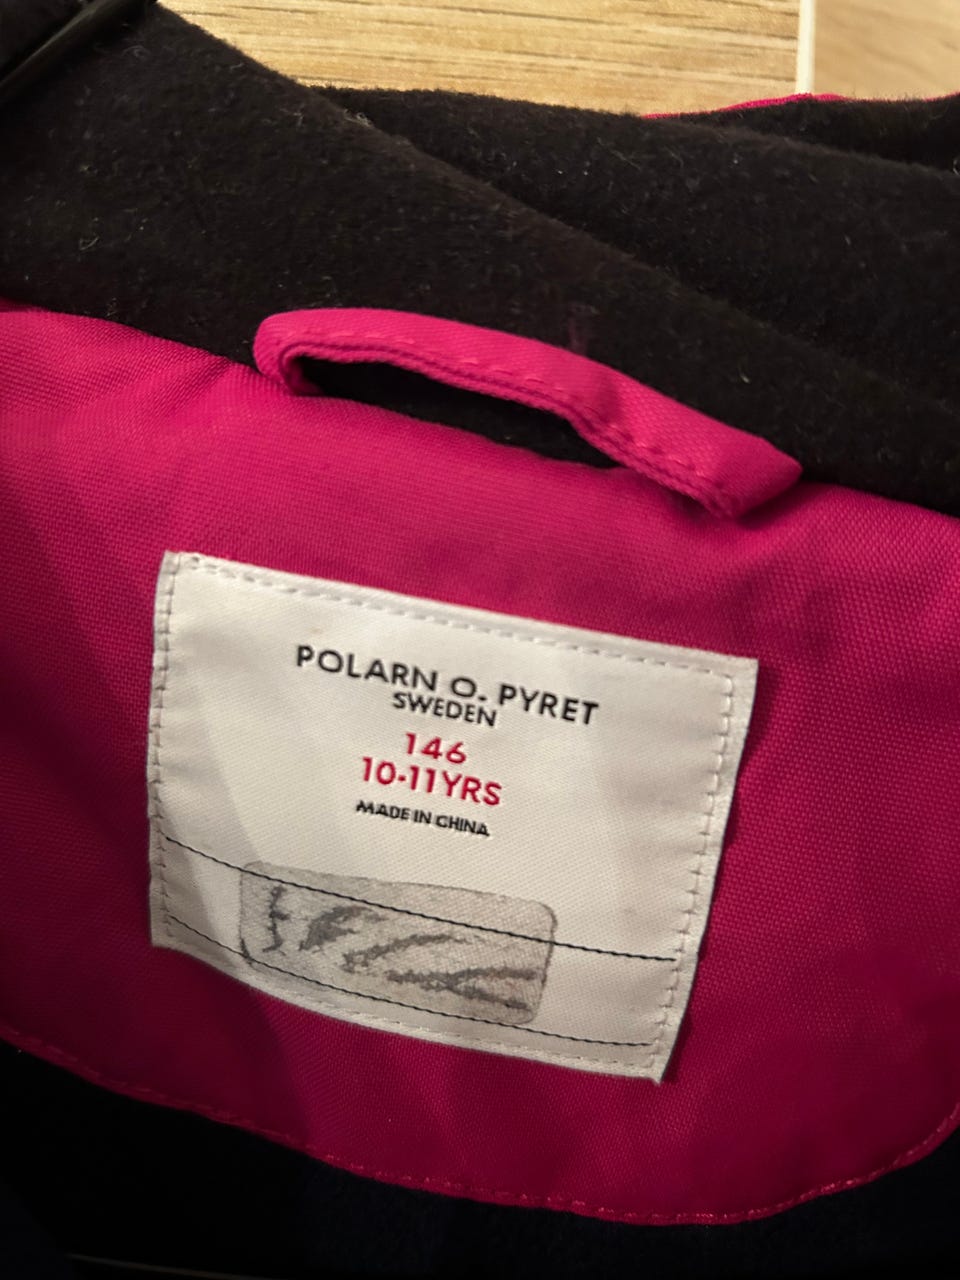 POLARN O. PYRET
SWEDEN
146
10-11YRS
MADE IN CHINA